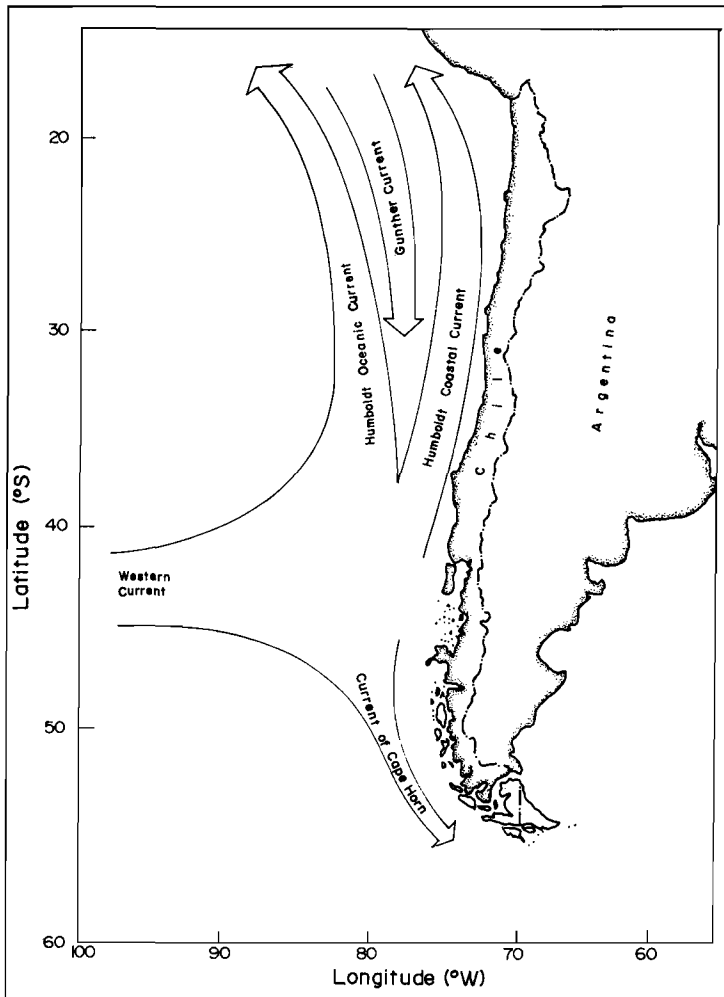 20
30
40
50
60
Latitude (°S)
100
90
80
70
60
Longitude (°W)
Gunther Current
Humboldt Oceanic Current
Humboldt Coastal Current
Chile
Argentina
Western
Current
Current of Cape Horn